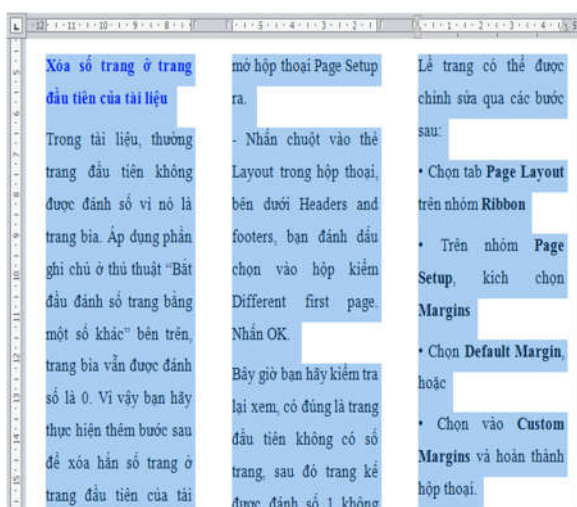 Xóa số trang ở trang
đầu tiên của tài liệu
Trong tài liệu, thường
trang đầu tiên không
được đánh số vì nó là
trang bìa. Áp dụng phần
ghi chú ở thủ thuật “Bắt
đầu đánh số trang bằng
một số khác” bên trên,
trang bìa vẫn được đánh
số là 0. Vì vậy bạn hãy
thực hiện thêm bước sau
để xóa hẳn số trang ở
trang đầu tiên của tài
mở hộp thoại Page Setup
ra.
- Nhấn chuột vào thẻ
Layout trong hộp thoại,
bên dưới Headers and
footers, bạn đánh dấu
chọn vào hộp kiểm
Different first page.
Nhấn OK.
Bây giờ bạn hãy kiểm tra
lại xem, có đúng là trang
đầu tiên không có số
trang, sau đó trang kế
được đánh số 1 không
Lề trang có thể được
chỉnh sửa qua các bước
sau:
• Chọn tab Page Layout
trên nhóm Ribbon
• Trên nhóm Page
Setup, kích chọn
Margins
• Chọn Default Margin,
hoặc
• Chọn vào Custom
Margins và hoàn thành
hộp thoại.